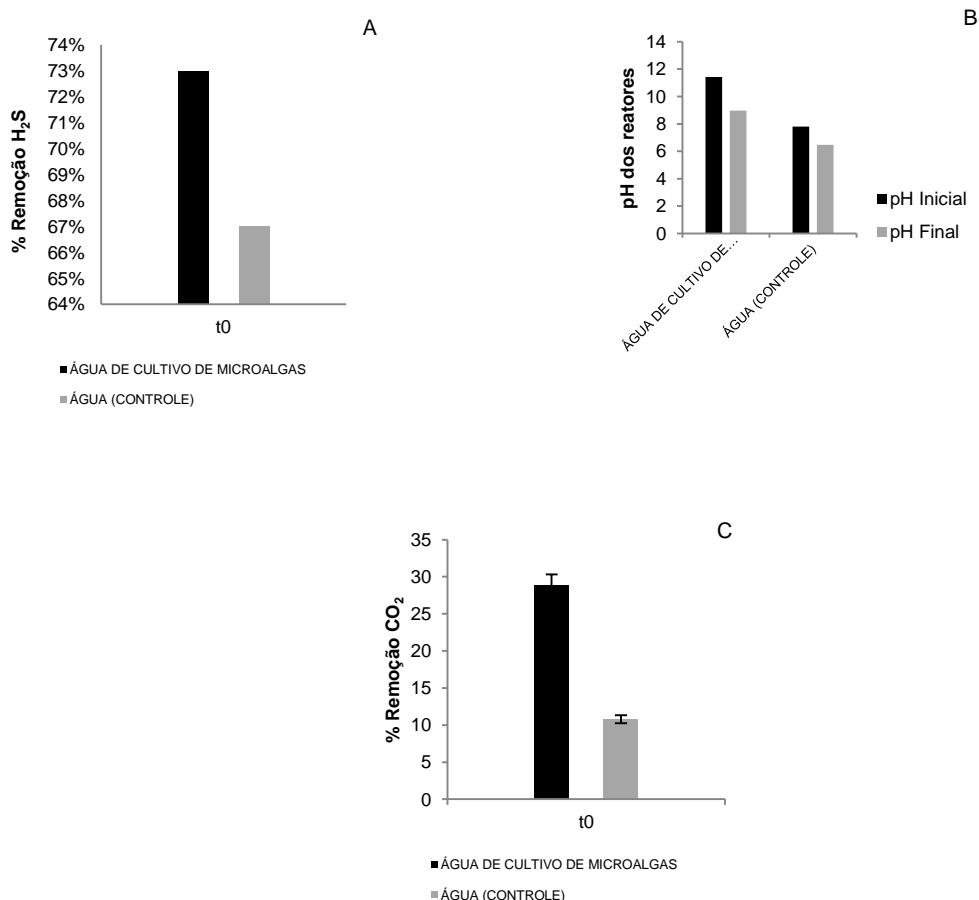 A
% Remoção H₂S
74%
73%
72%
71%
70%
69%
68%
67%
66%
65%
64%
t0
ÁGUA DE CULTIVO DE MICROALGAS
ÁGUA (CONTROLE)
B
pH dos reatores
14
12
10
8
6
4
2
0
ÁGUA DE CULTIVO DE...
ÁGUA (CONTROLE)
pH Inicial
pH Final
C
% Remoção CO₂
35
30
25
20
15
10
5
0
t0
ÁGUA DE CULTIVO DE MICROALGAS
ÁGUA (CONTROLE)